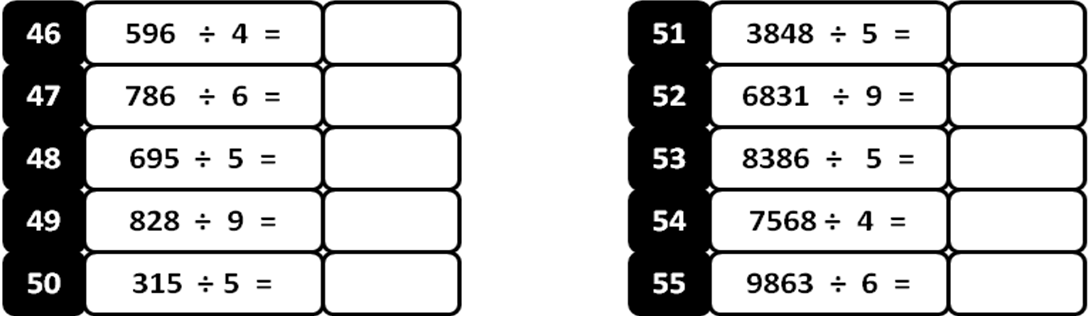 46 596 ÷ 4 =
47 786 ÷ 6 =
48 695 ÷ 5 =
49 828 ÷ 9 =
50 315 ÷ 5 =
51 3848 ÷ 5 =
52 6831 ÷ 9 =
53 8386 ÷ 5 =
54 7568 ÷ 4 =
55 9863 ÷ 6 =